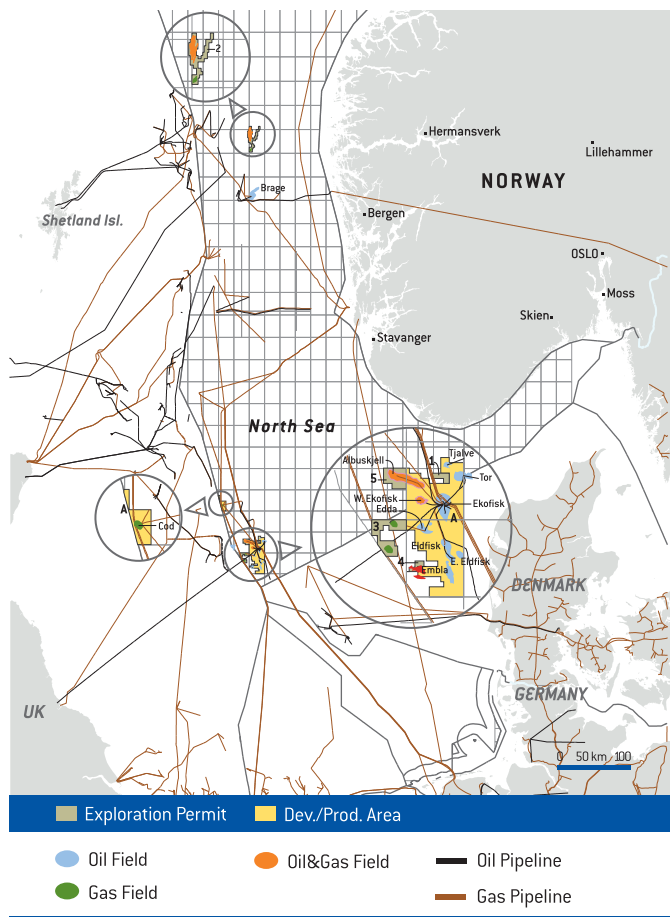 2
Hermansverk
Lillehammer
NORWAY
Brage
Shetland Isl.
Bergen
OSLO
Moss
Skien
Stavanger
North Sea
Albuskjell
1
Tjalve
5
Tor
W. Ekofisk
Ekofisk
Edda
A
A
Cod
3
Eldfisk
E. Eldfisk
4
Embla
DENMARK
GERMANY
UK
0 50 km 100
Exploration Permit
Dev./Prod. Area
Oil Field
Oil&Gas Field
Oil Pipeline
Gas Field
Gas Pipeline